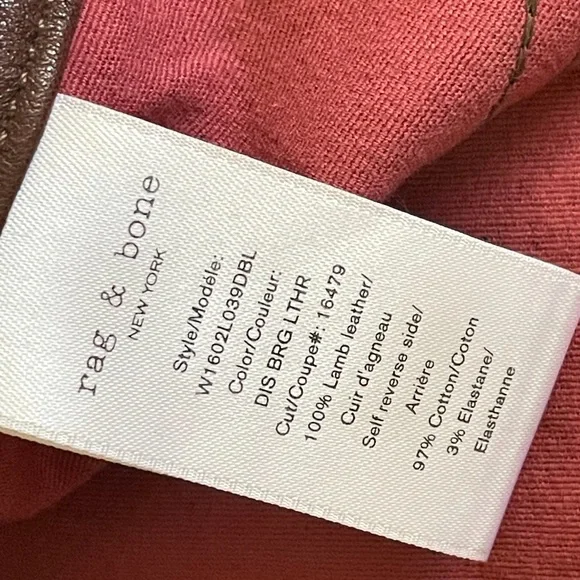 rag & bone
NEW YORK
Style/Modéle:
W1602L039DBL
Color/Couleur:
DIS BRG LTHR
Cut/Coupe#: 16479
100% Lamb leather/
Cuir d'agneau
Self reverse side/
Arrière
97% Cotton/Coton
3% Elastane/
Elasthanne